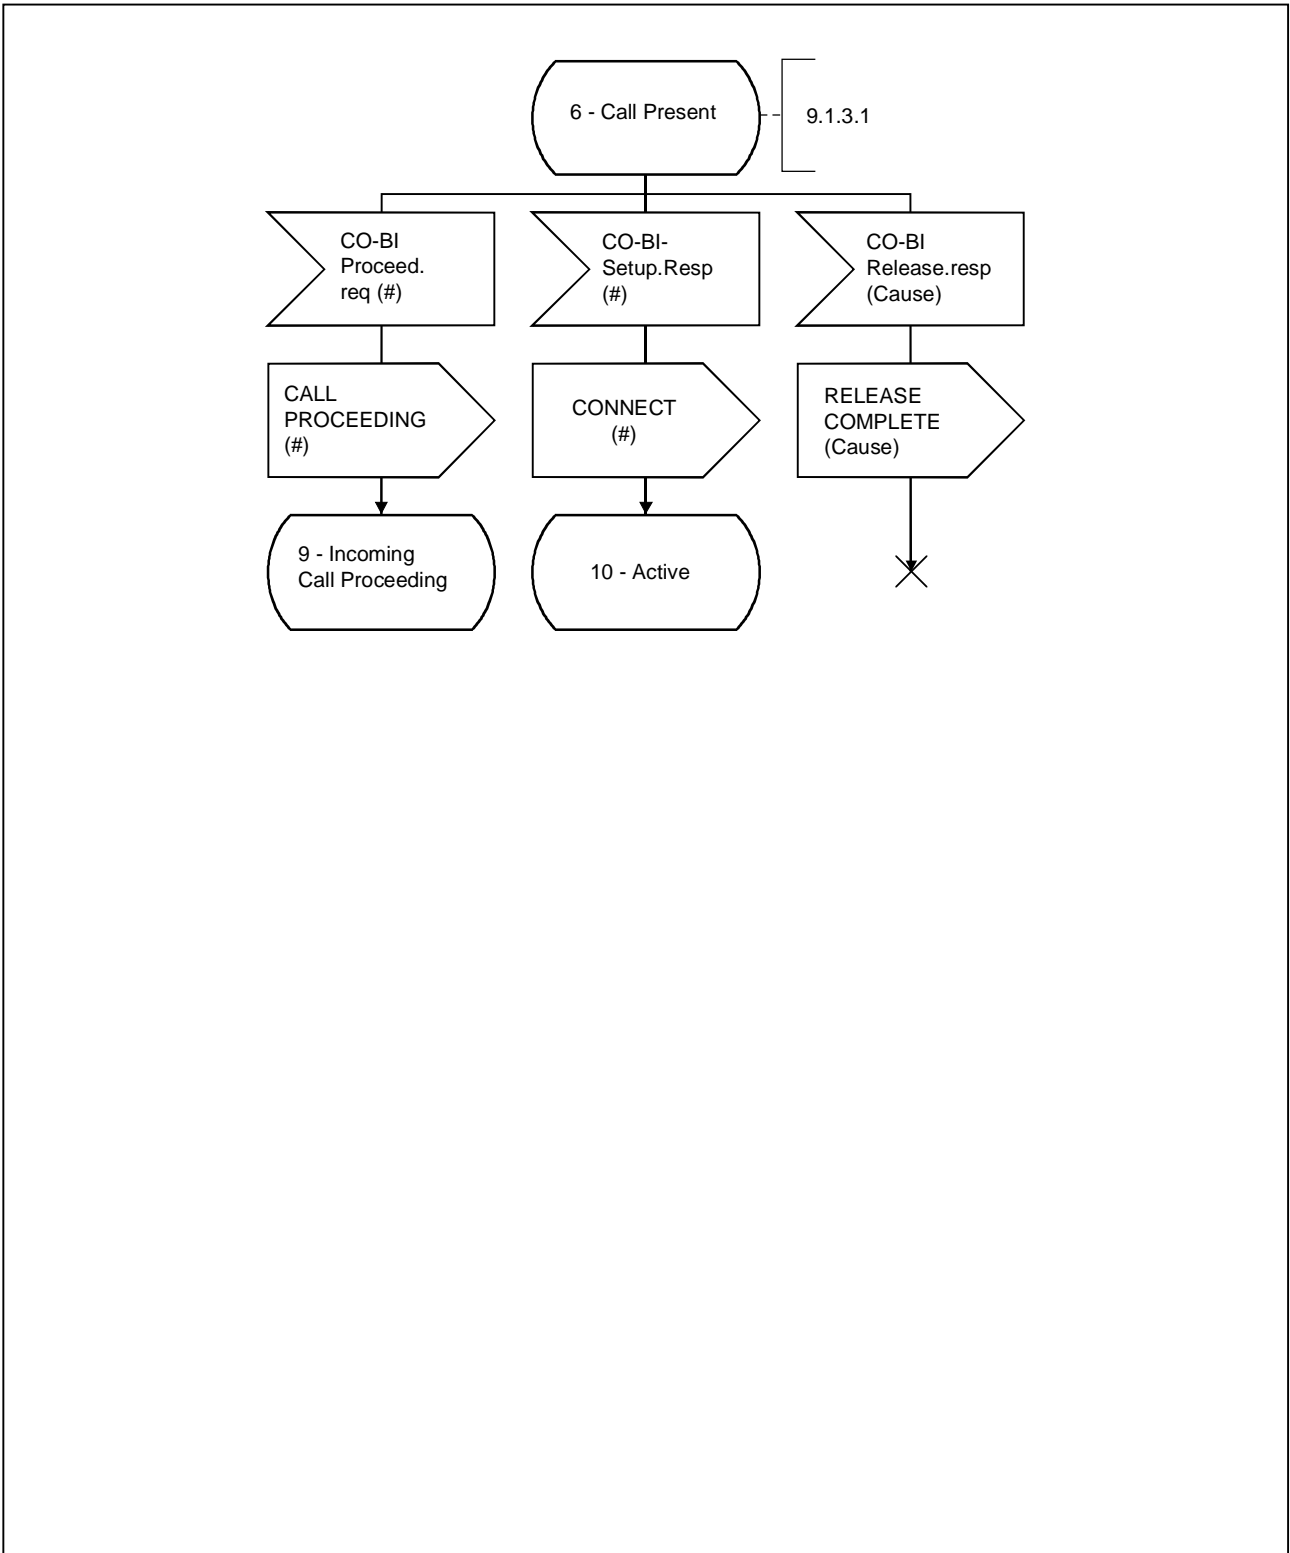 6 - Call Present
9.1.3.1
CO-BI
Proceed.
req (#)
CO-BI-
Setup.Resp
(#)
CO-BI
Release.resp
(Cause)
CALL
PROCEEDING
(#)
CONNECT
(#)
RELEASE
COMPLETE
(Cause)
9 - Incoming
Call Proceeding
10 - Active